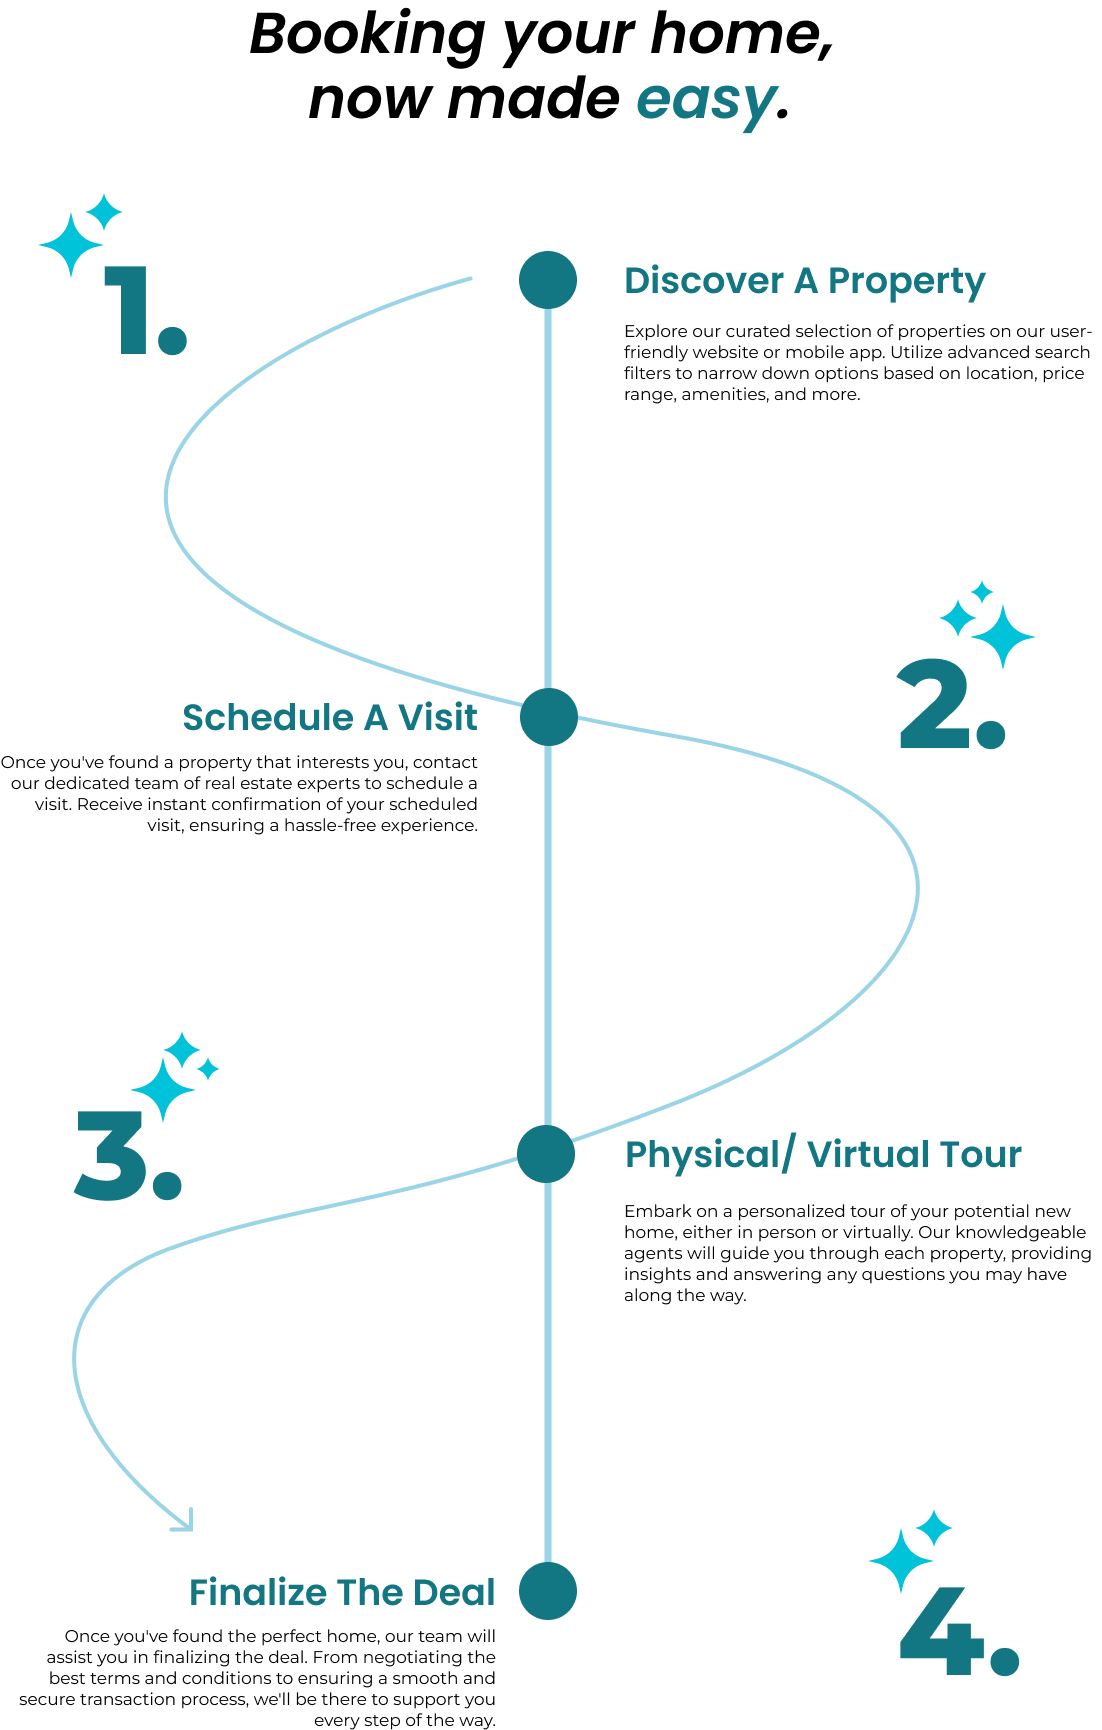 Booking your home,
now made easy.
1.
Discover A Property
Explore our curated selection of properties on our user-
friendly website or mobile app. Utilize advanced search
filters to narrow down options based on location, price
range, amenities, and more.
2.
Schedule A Visit
Once you've found a property that interests you, contact
our dedicated team of real estate experts to schedule a
visit. Receive instant confirmation of your scheduled
visit, ensuring a hassle-free experience.
3.
Physical/ Virtual Tour
Embark on a personalized tour of your potential new
home, either in person or virtually. Our knowledgeable
agents will guide you through each property, providing
insights and answering any questions you may have
along the way.
4.
Finalize The Deal
Once you've found the perfect home, our team will
assist you in finalizing the deal. From negotiating the
best terms and conditions to ensuring a smooth and
secure transaction process, we'll be there to support you
every step of the way.